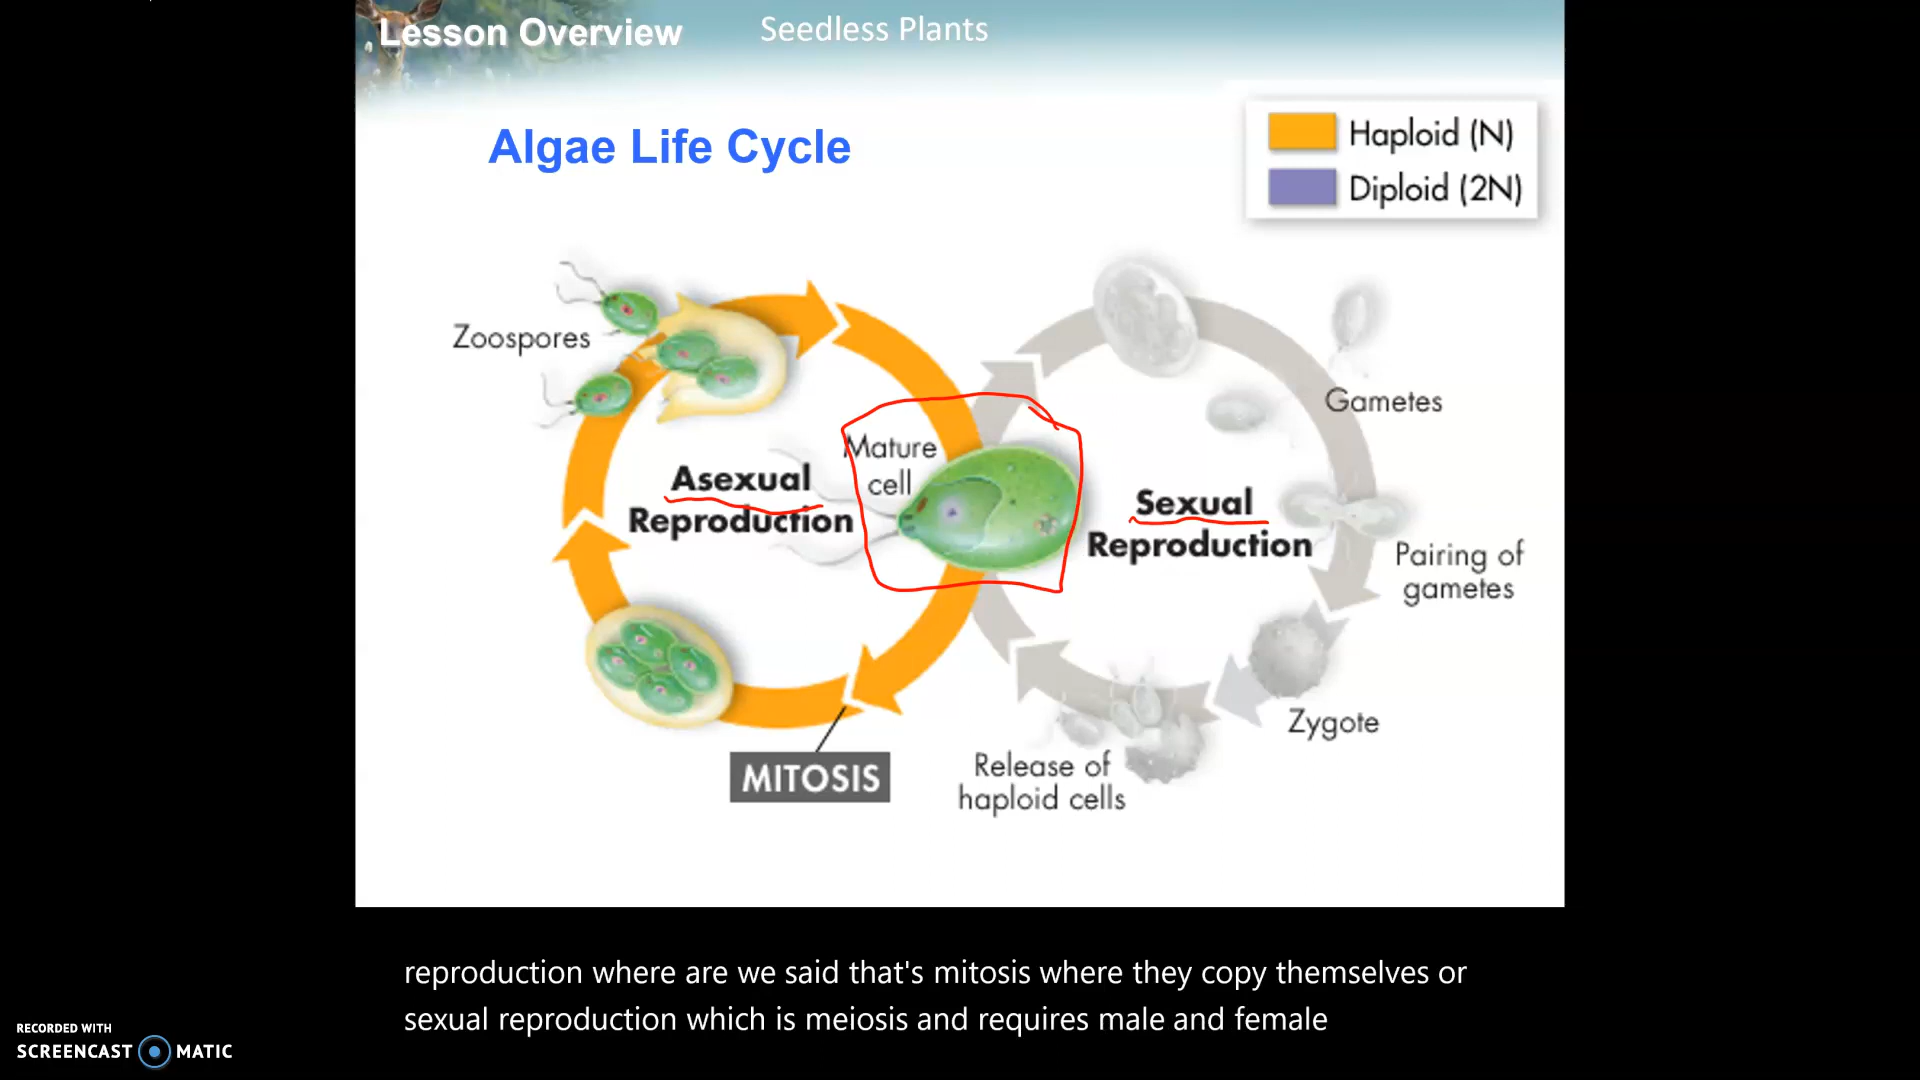 Lesson Overview
Seedless Plants
Algae Life Cycle
Haploid (N)
Diploid (2N)
Zoospores
Gametes
Mature
cell
Asexual
Reproduction
Sexual
Reproduction
Pairing of
gametes
Zygote
MITOSIS
Release of
haploid cells
reproduction where are we said that's mitosis where they copy themselves or
sexual reproduction which is meiosis and requires male and female
RECORDED WITH
SCREENCAST MATIC